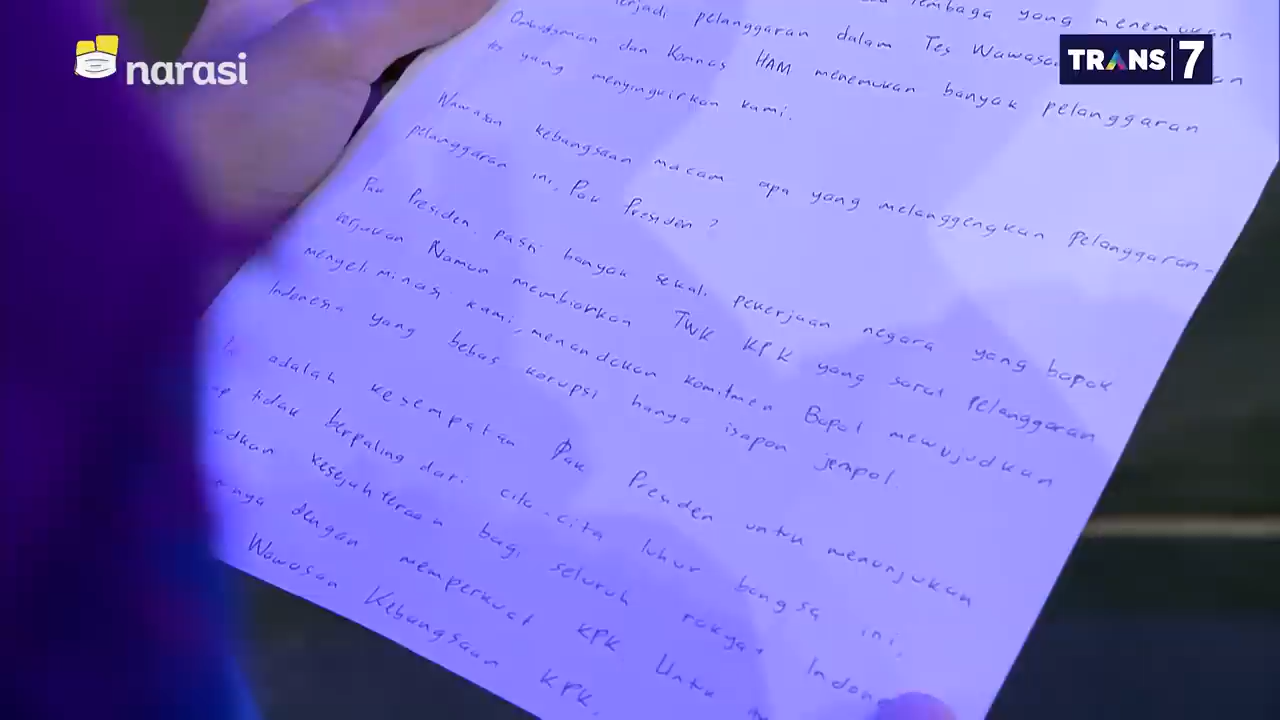 narasi
TRANS 7
lembaga yang menemukan
terjadi pelanggaran dalam Tes Wawasan
Ombudsman dan Komnas HAM menemukan banyak pelanggaran
yang menyingkirkan kami.
Wawasan kebangsaan macam apa yang melanggengkan pelanggaran-
pelanggaran ini, Pak Presiden?
Pak Presiden pasti banyak sekali pekerjaan negara yang bapak
kerjakan Namun membiarkan TWK KPK yang sarat pelanggaran
mengeliminasi kami, menandakan komitmen Bapak mewujudkan
Indonesia yang bebas korupsi hanya isapan jempol.
adalah kesempatan Pak Presiden untuk menunjukan
tidak berpaling dari cita-cita luhur bangsa ini,
kesejahteraan bagi seluruh rakyat
dengan memperkuat KPK. Untuk
Wawasan Kebangsaan KPK.